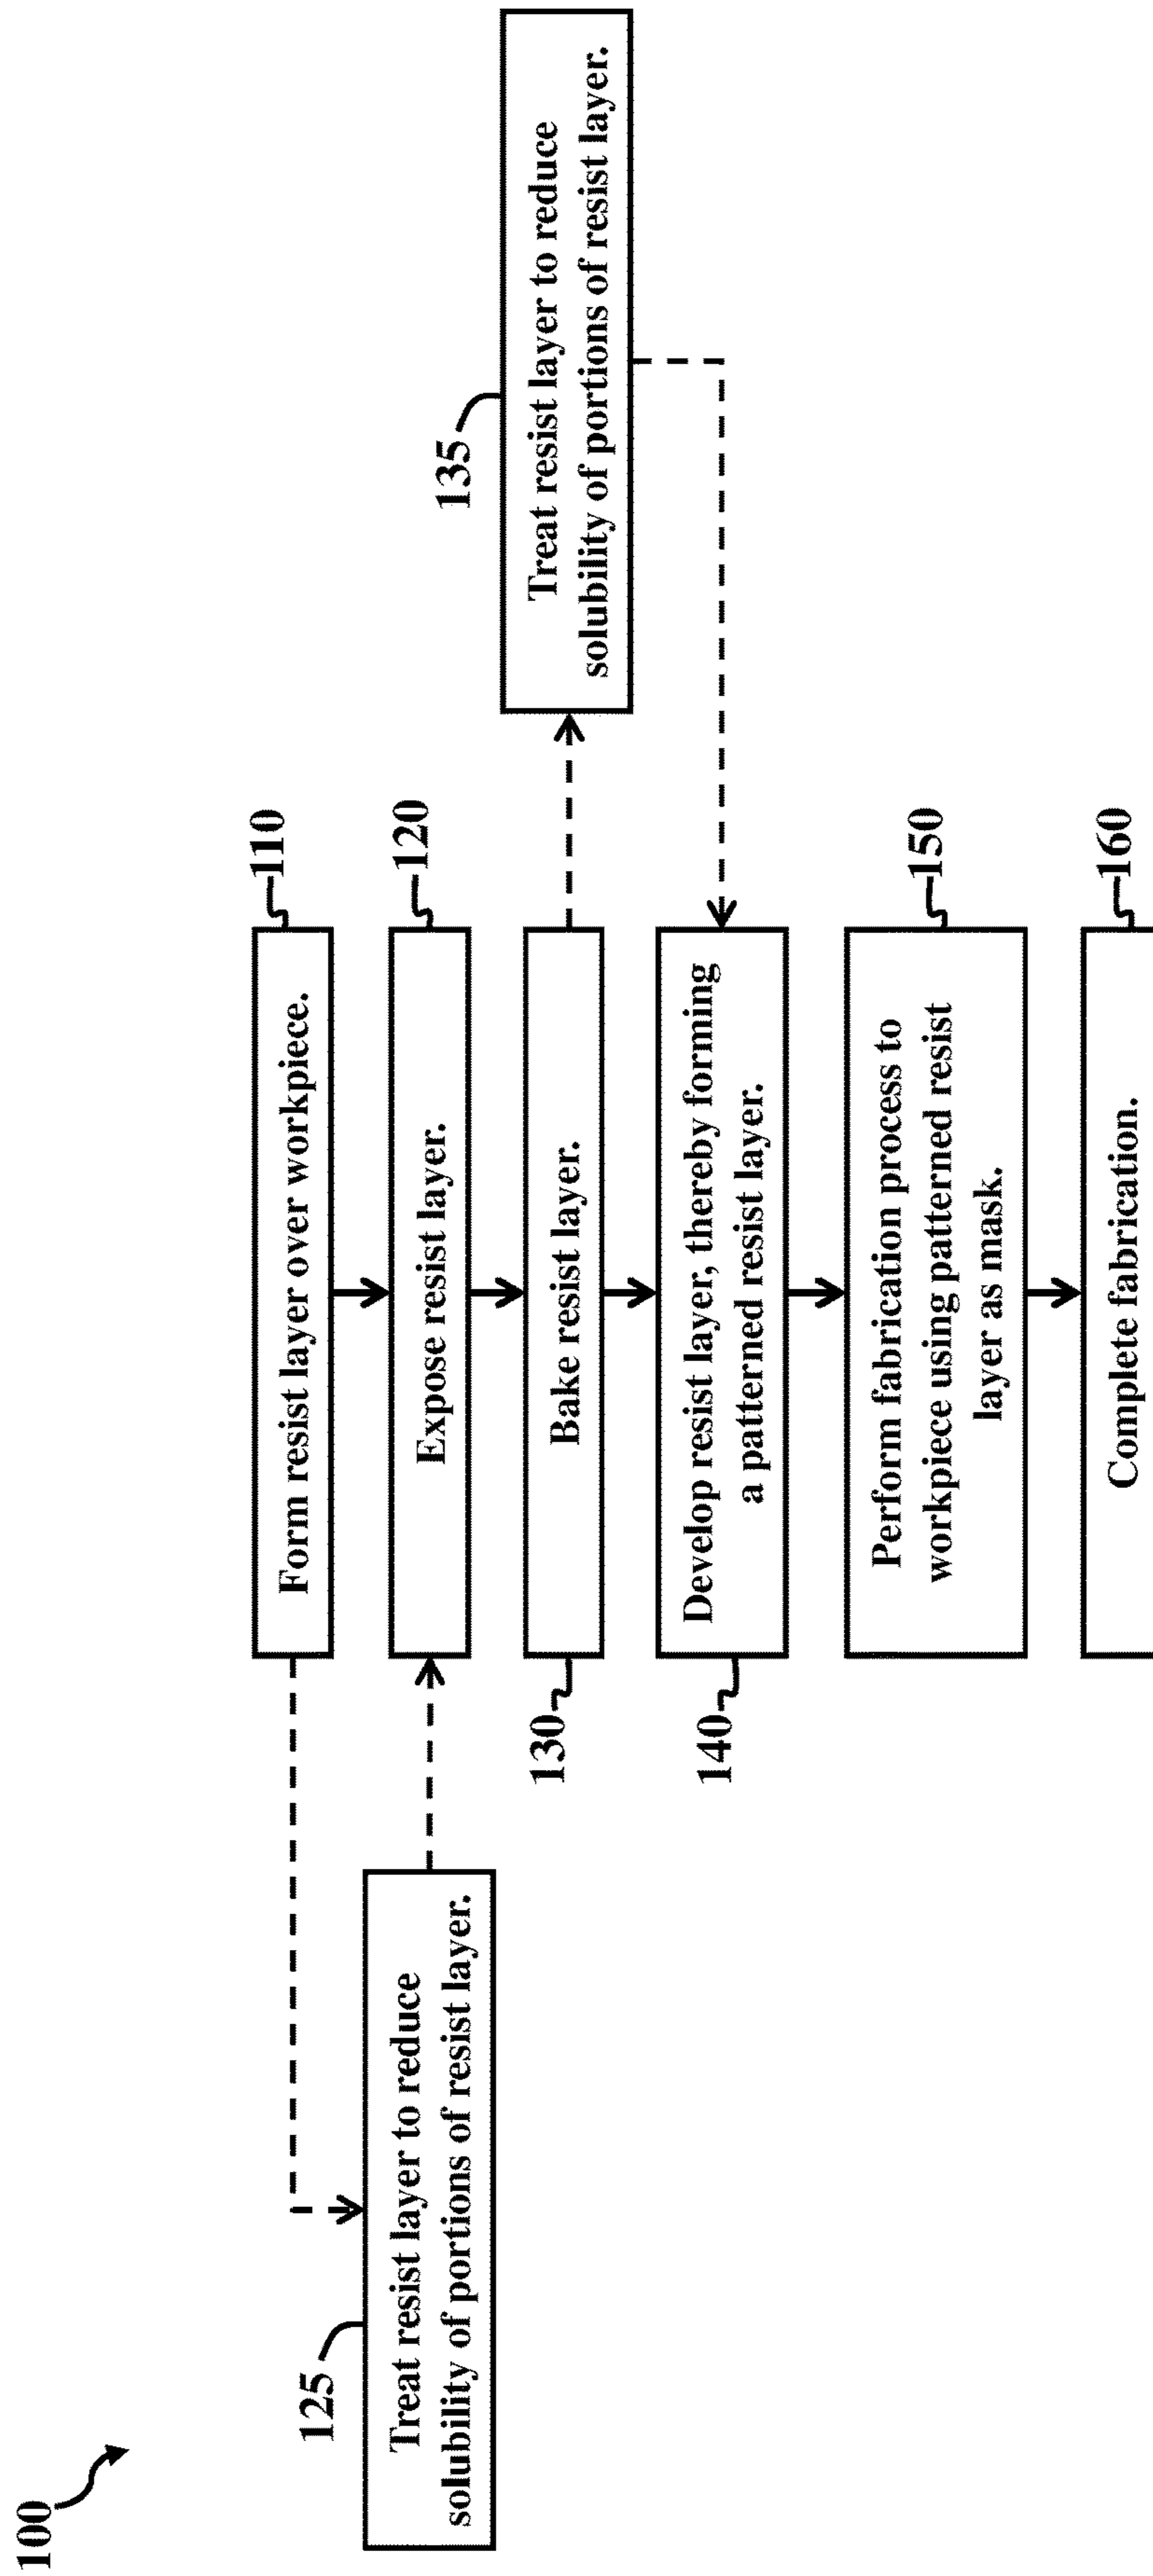 100
110
Form resist layer over workpiece.
125
Treat resist layer to reduce
solubility of portions of resist layer.
120
Expose resist layer.
130
Bake resist layer.
135
Treat resist layer to reduce
solubility of portions of resist layer.
140
Develop resist layer, thereby forming
a patterned resist layer.
150
Perform fabrication process to
workpiece using patterned resist
layer as mask.
160
Complete fabrication.